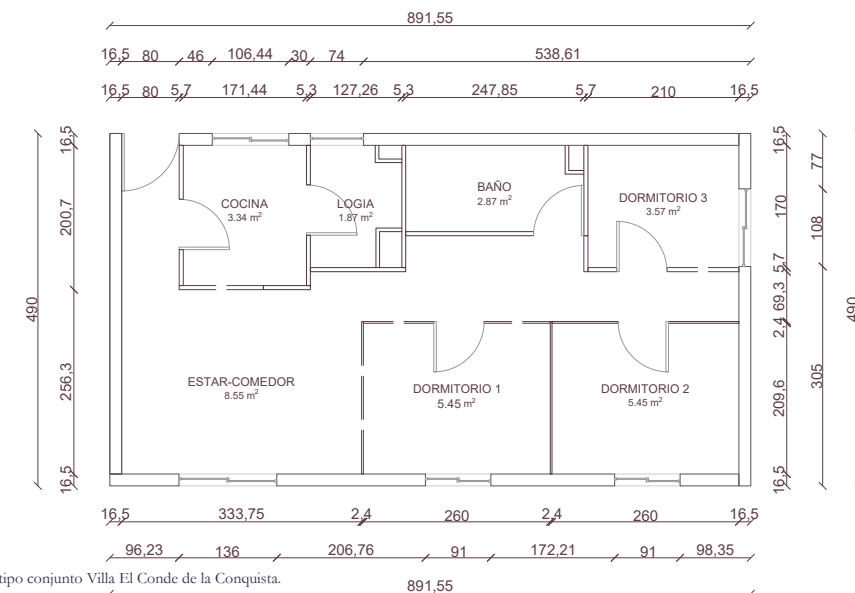 891,55
16,5 80 46 106,44 30 74 538,61
16,5 80 5,7 171,44 5,3 127,26 5,3 247,85 5,7 210 16,5
490
16,5
200,7
256,3
16,5
COCINA
3.34 m²
LOGIA
1.87 m²
BAÑO
2.87 m²
DORMITORIO 3
3.57 m²
ESTAR-COMEDOR
8.55 m²
DORMITORIO 1
5.45 m²
DORMITORIO 2
5.45 m²
16,5
170
5,7
69,3
2,4
209,6
16,5
77
108
305
490
16,5 333,75 2,4 260 2,4 260 16,5
96,23 136 206,76 91 172,21 91 98,35
tipo conjunto Villa El Conde de la Conquista.
891,55